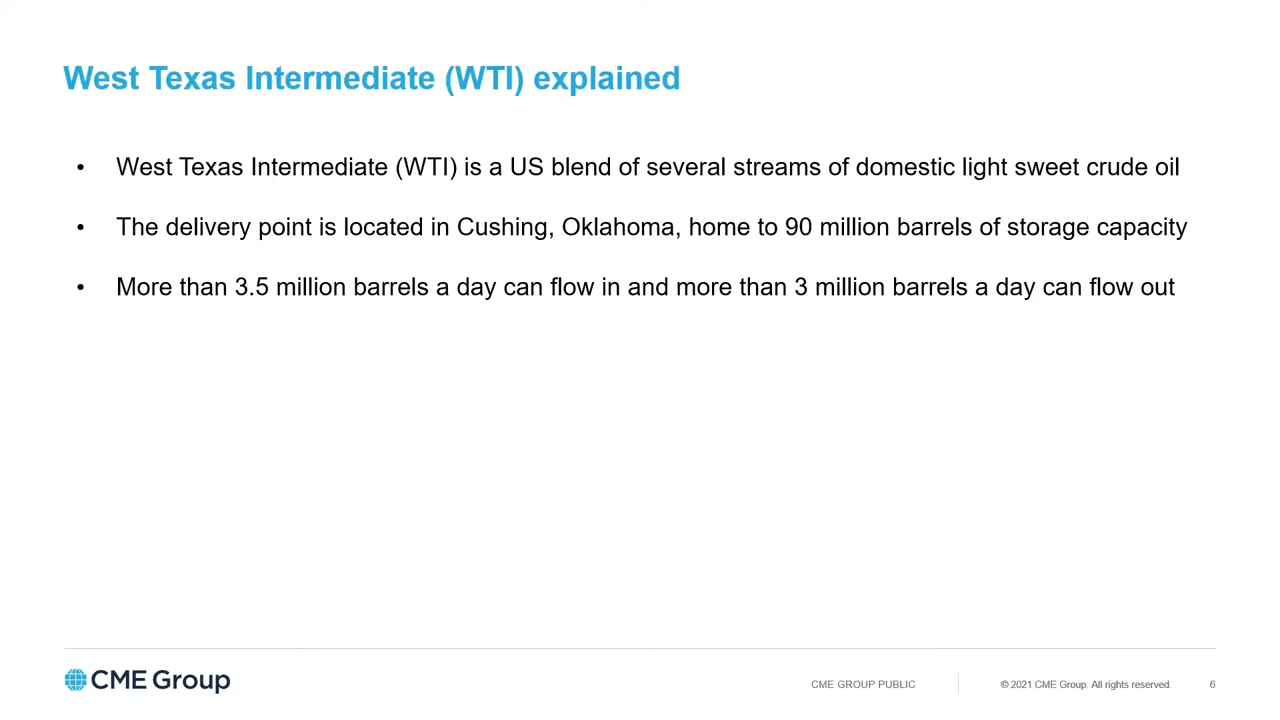 West Texas Intermediate (WTI) explained
• West Texas Intermediate (WTI) is a US blend of several streams of domestic light sweet crude oil
• The delivery point is located in Cushing, Oklahoma, home to 90 million barrels of storage capacity
• More than 3.5 million barrels a day can flow in and more than 3 million barrels a day can flow out
CME Group
CME GROUP PUBLIC
© 2021 CME Group. All rights reserved.
6